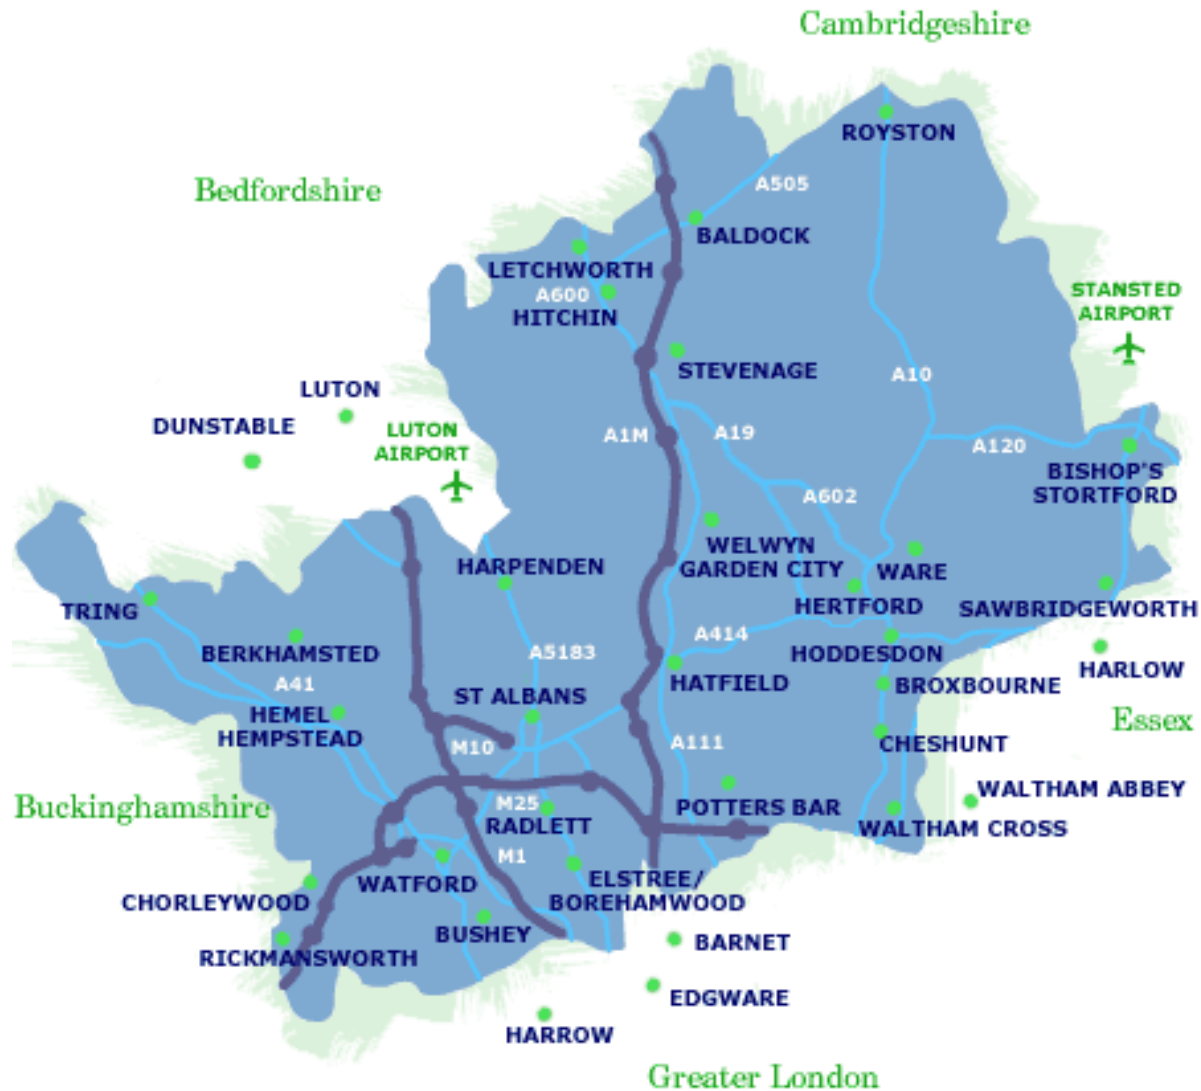 Cambridgeshire
ROYSTON
A505
Bedfordshire
BALDOCK
LETCHWORTH
A600
HITCHIN
STANSTED
AIRPORT
STEVENAGE
A10
LUTON
DUNSTABLE
LUTON
AIRPORT
A1M
A19
A120
BISHOP'S
STORTFORD
A602
WELWYN
GARDEN CITY
WARE
HARPENDEN
HERTFORD
SAWBRIDGEWORTH
TRING
A414
BERKHAMSTED
A5183
HODDESDON
HARLOW
HATFIELD
BROXBOURNE
A41
ST ALBANS
HEMEL
HEMPSTEAD
Essex
M10
A111
CHESHUNT
WALTHAM ABBEY
Buckinghamshire
M25
POTTERS BAR
RADLETT
WALTHAM CROSS
M1
WATFORD
ELSTREE/
BOREHAMWOOD
CHORLEYWOOD
BUSHEY
BARNET
RICKMANSWORTH
EDGWARE
HARROW
Greater London